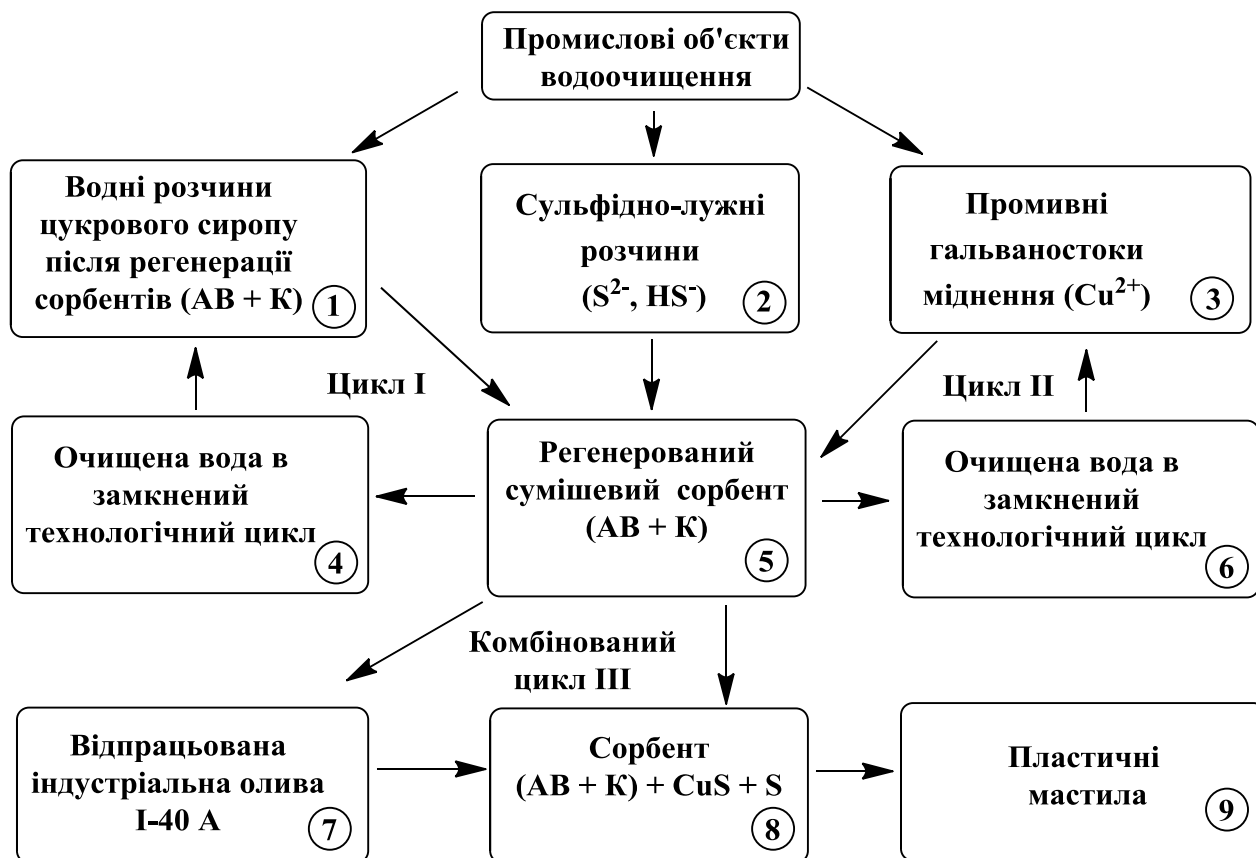 Промислові об'єкти
водоочищення
Водні розчини
цукрового сиропу
після регенерації
сорбентів (АВ + К)
1
Сульфідно-лужні
розчини
(S²⁻, HS⁻)
2
Промивні
гальваностоки
міднення (Cu²⁺)
3
Цикл I
Цикл II
Очищена вода в
замкнений
технологічний цикл
4
Регенерований
сумішевий сорбент
(АВ + К)
5
Очищена вода в
замкнений
технологічний цикл
6
Комбінований
цикл III
Відпрацьована
індустріальна олива
І-40 А
7
Сорбент
(АВ + К) + CuS + S
8
Пластичні
мастила
9